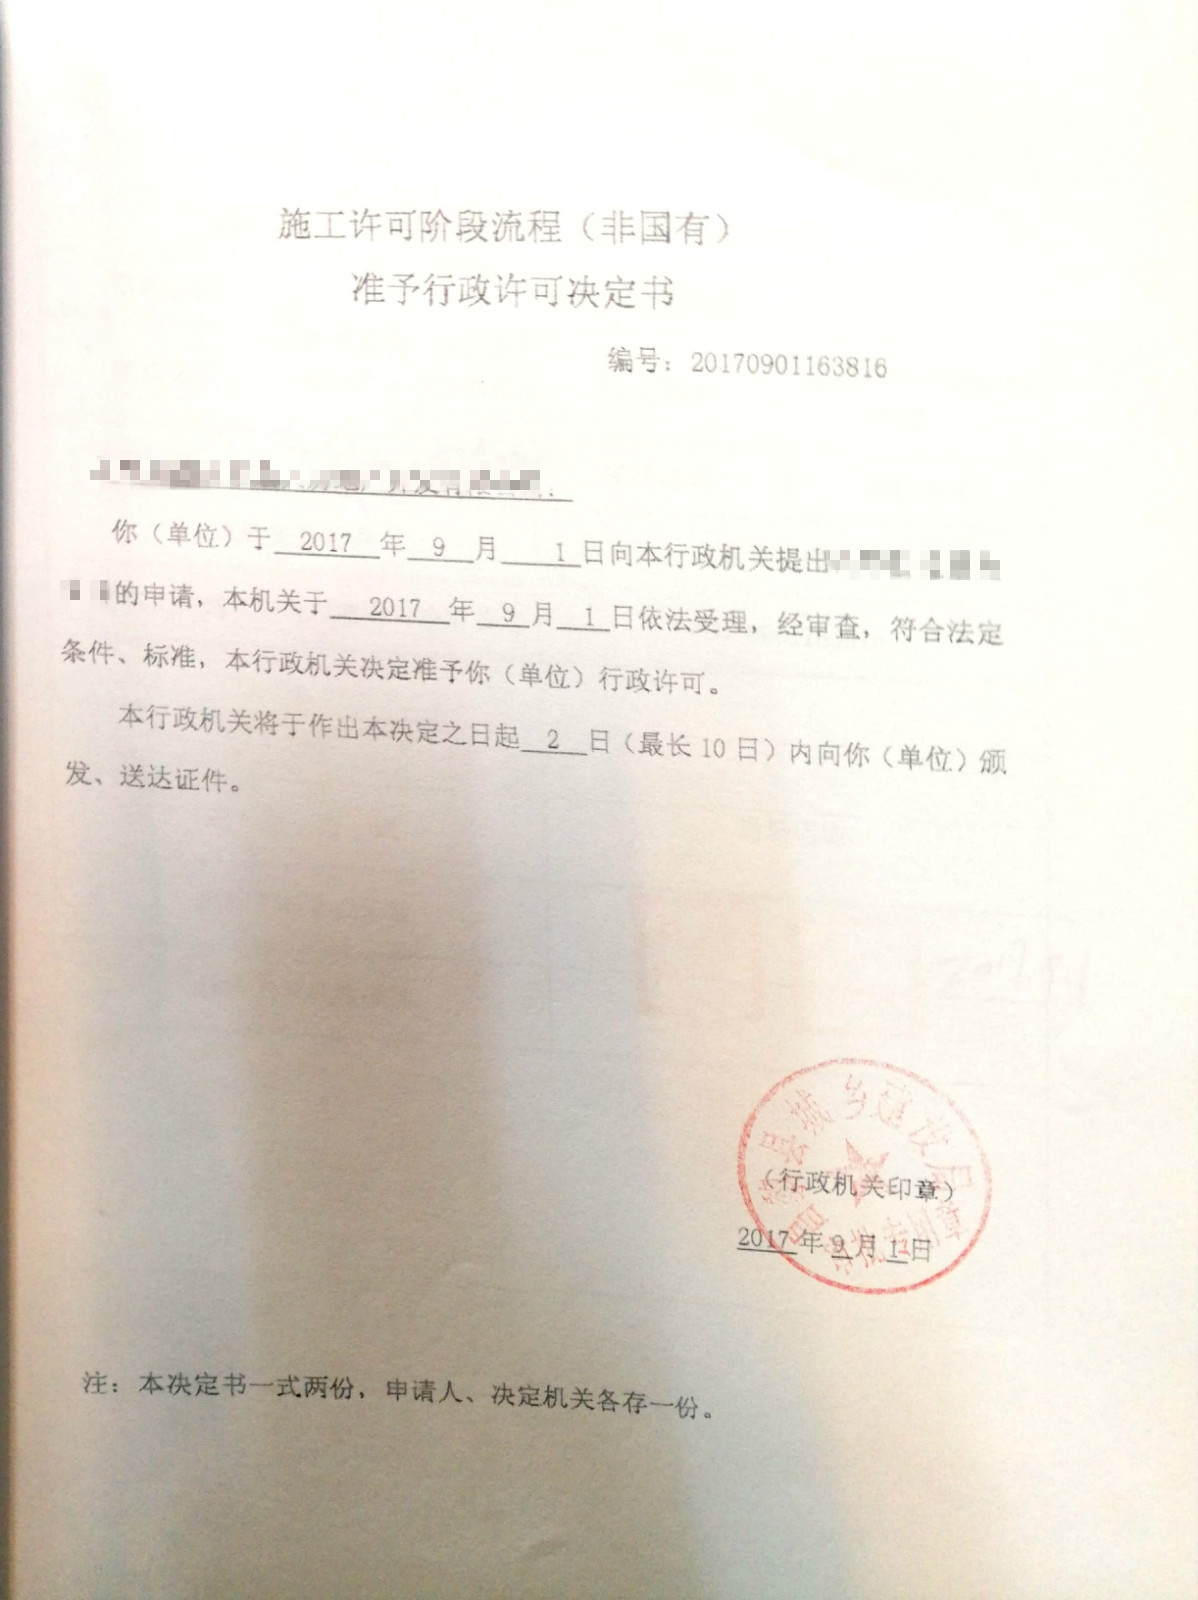 施工许可阶段流程（非国有）
准予行政许可决定书
编号：20170901163816
你（单位）于 2017 年 9 月 1 日向本行政机关提出
的申请，本机关于 2017 年 9 月 1 日依法受理，经审查，符合法定
条件、标准，本行政机关决定准予你（单位）行政许可。
本行政机关将于作出本决定之日起 2 日（最长 10 日）内向你（单位）颁
发、送达证件。
县城乡建设局
（行政机关印章）
2017 年 9 月 1 日
注：本决定书一式两份，申请人、决定机关各存一份。